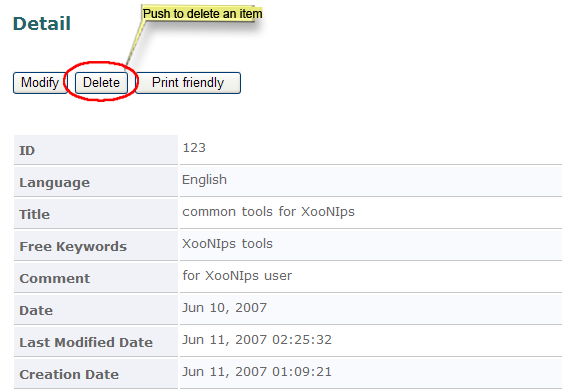 Push to delete an item
Detail
Modify Delete Print friendly
ID 123
Language English
Title common tools for XooNIps
Free Keywords XooNIps tools
Comment for XooNIps user
Date Jun 10, 2007
Last Modified Date Jun 11, 2007 02:25:32
Creation Date Jun 11, 2007 01:09:21